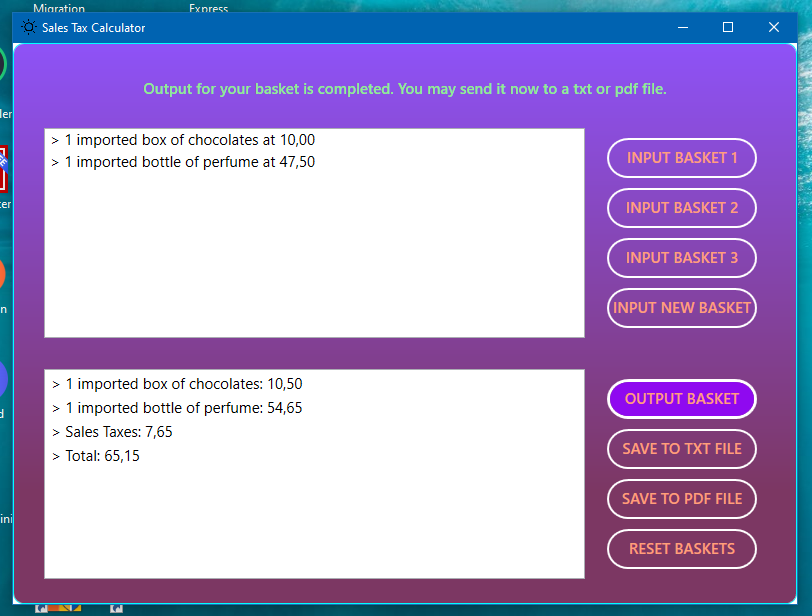 Migration
Express
Sales Tax Calculator
Output for your basket is completed. You may send it now to a txt or pdf file.
> 1 imported box of chocolates at 10,00
> 1 imported bottle of perfume at 47,50
INPUT BASKET 1
INPUT BASKET 2
INPUT BASKET 3
INPUT NEW BASKET
> 1 imported box of chocolates: 10,50
> 1 imported bottle of perfume: 54,65
> Sales Taxes: 7,65
> Total: 65,15
OUTPUT BASKET
SAVE TO TXT FILE
SAVE TO PDF FILE
RESET BASKETS